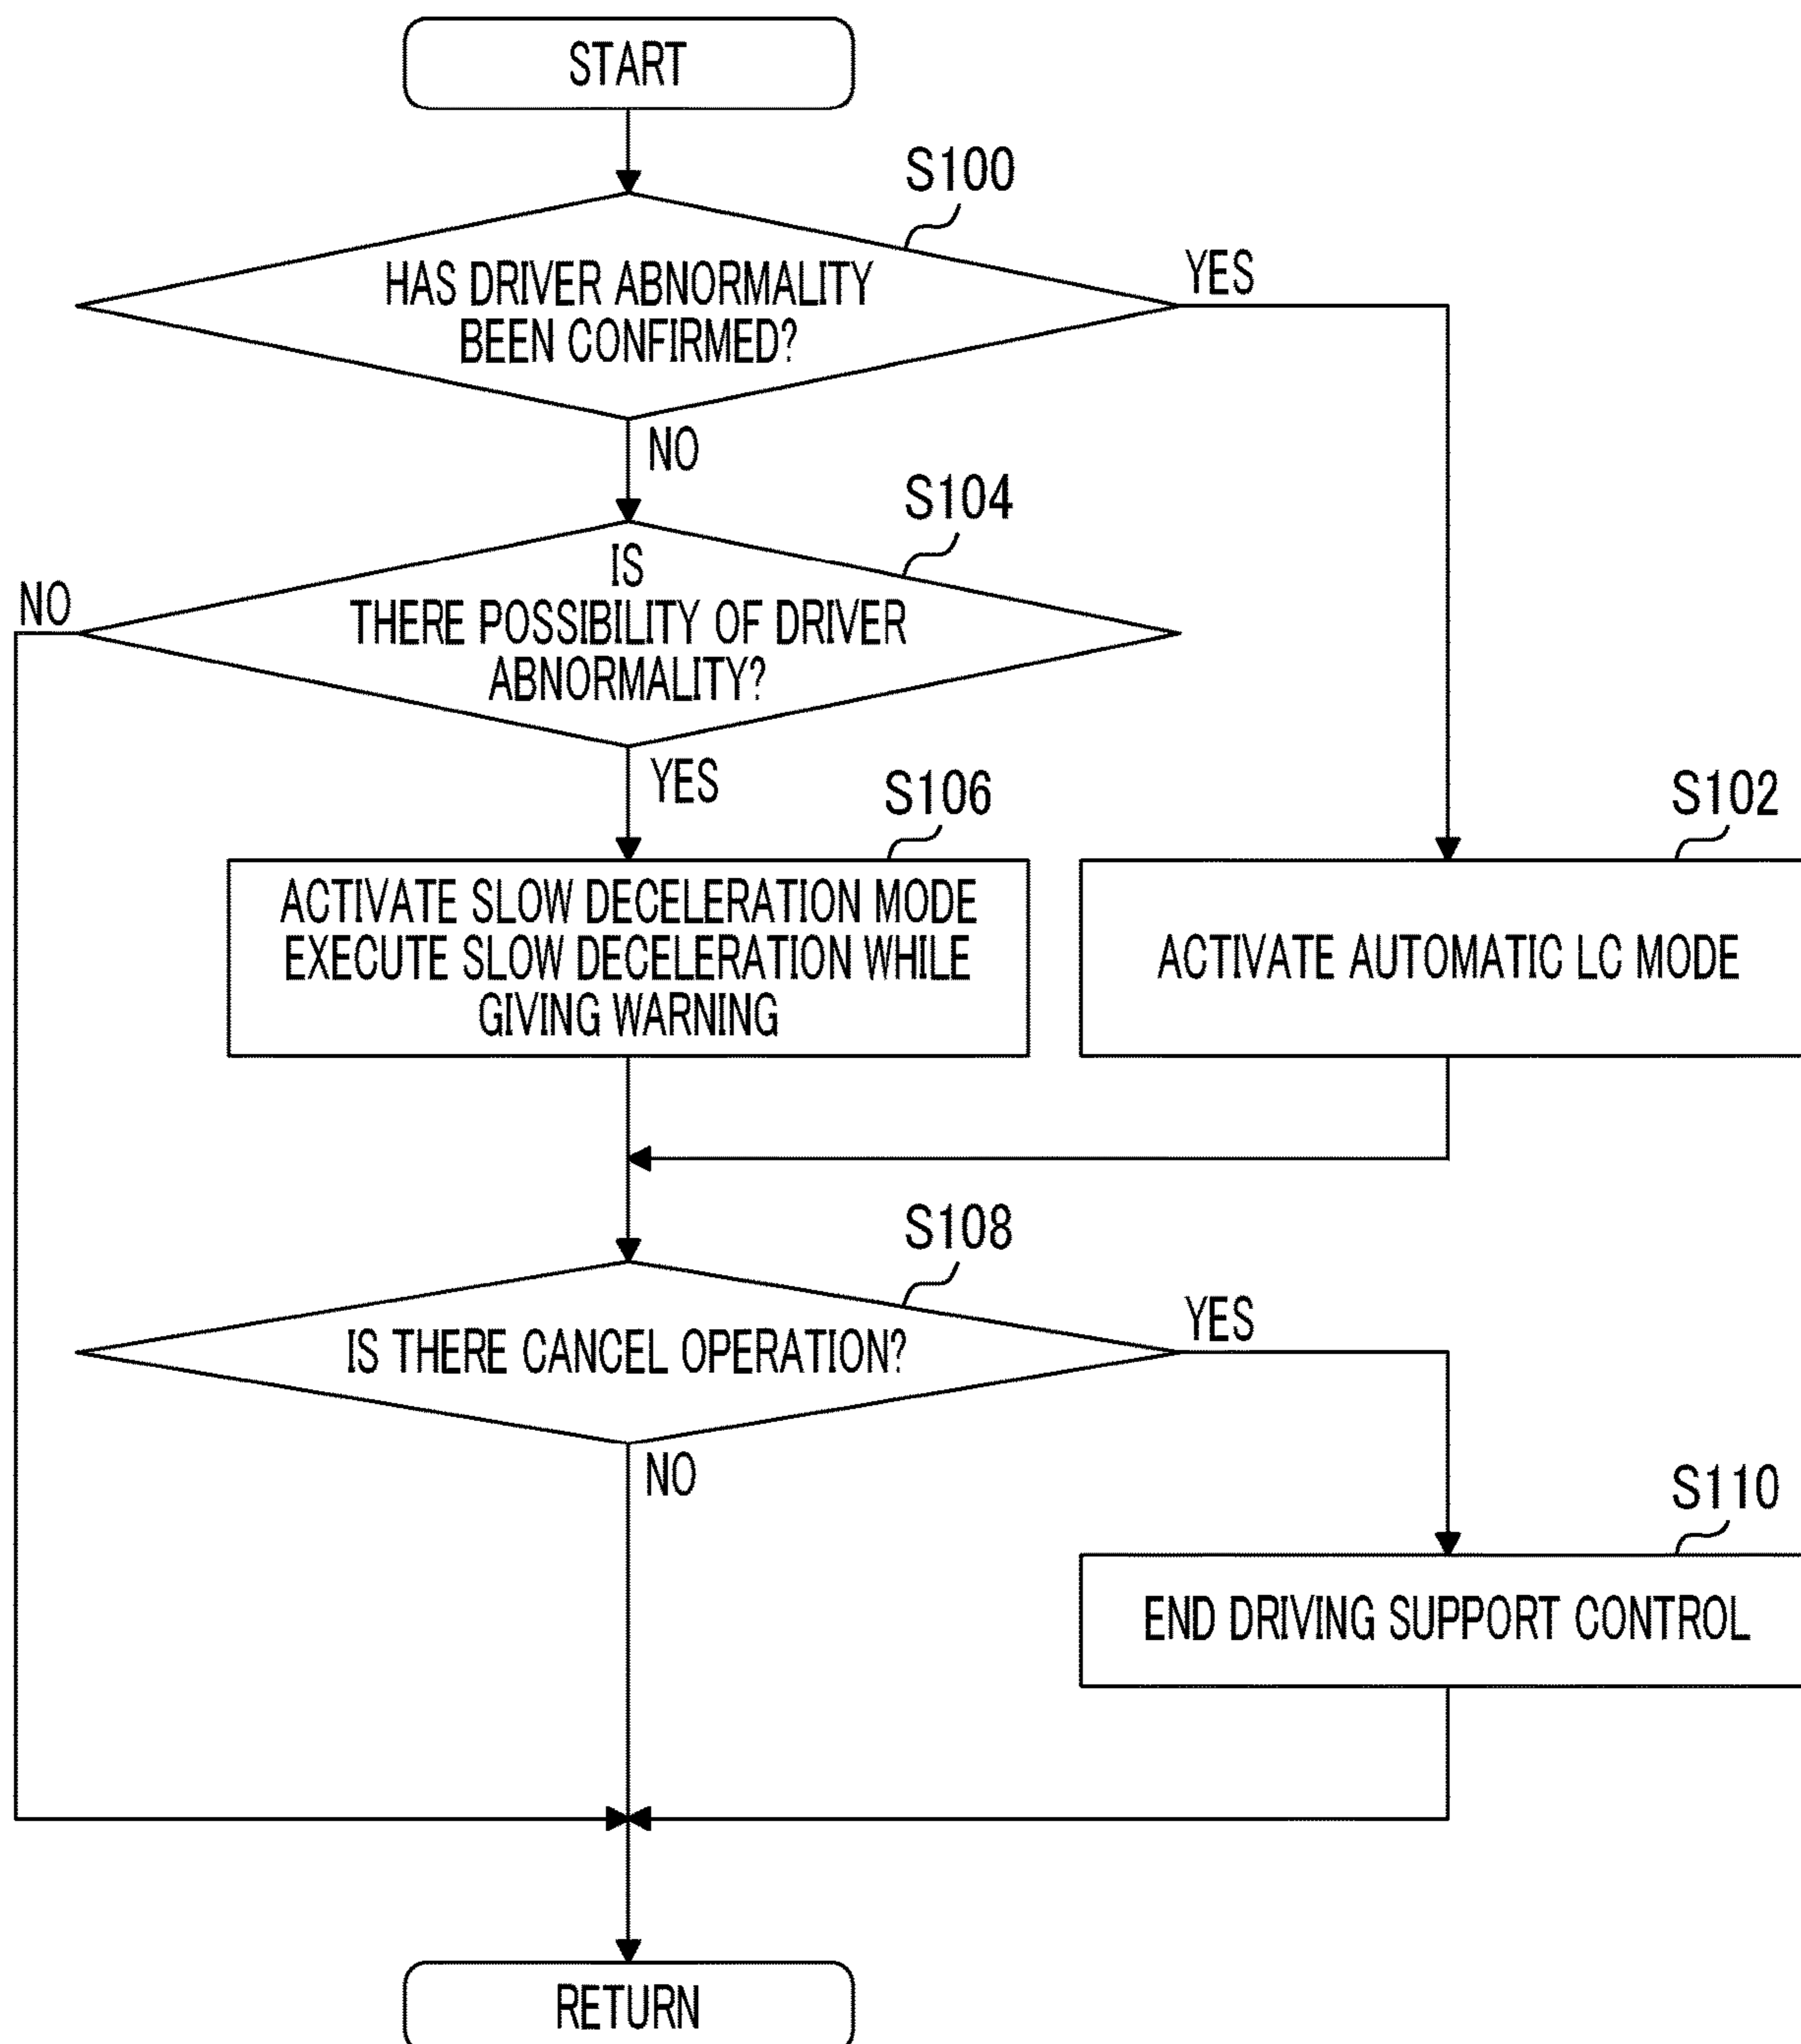 START
S100
HAS DRIVER ABNORMALITY
BEEN CONFIRMED?
YES
NO
S104
IS
THERE POSSIBILITY OF DRIVER
ABNORMALITY?
NO
YES
S106
ACTIVATE SLOW DECELERATION MODE
EXECUTE SLOW DECELERATION WHILE
GIVING WARNING
S102
ACTIVATE AUTOMATIC LC MODE
S108
IS THERE CANCEL OPERATION?
YES
NO
S110
END DRIVING SUPPORT CONTROL
RETURN